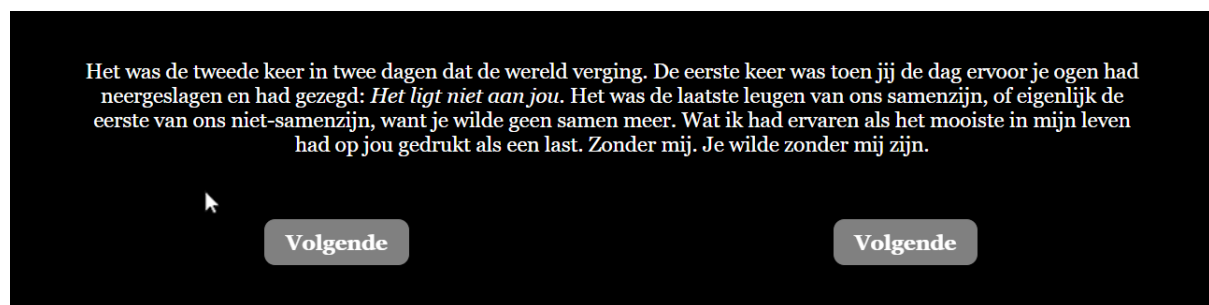 Het was de tweede keer in twee dagen dat de wereld verging. De eerste keer was toen jij de dag ervoor je ogen had
neergeslagen en had gezegd: Het ligt niet aan jou. Het was de laatste leugen van ons samenzijn, of eigenlijk de
eerste van ons niet-samenzijn, want je wilde geen samen meer. Wat ik had ervaren als het mooiste in mijn leven
had op jou gedrukt als een last. Zonder mij. Je wilde zonder mij zijn.
Volgende
Volgende